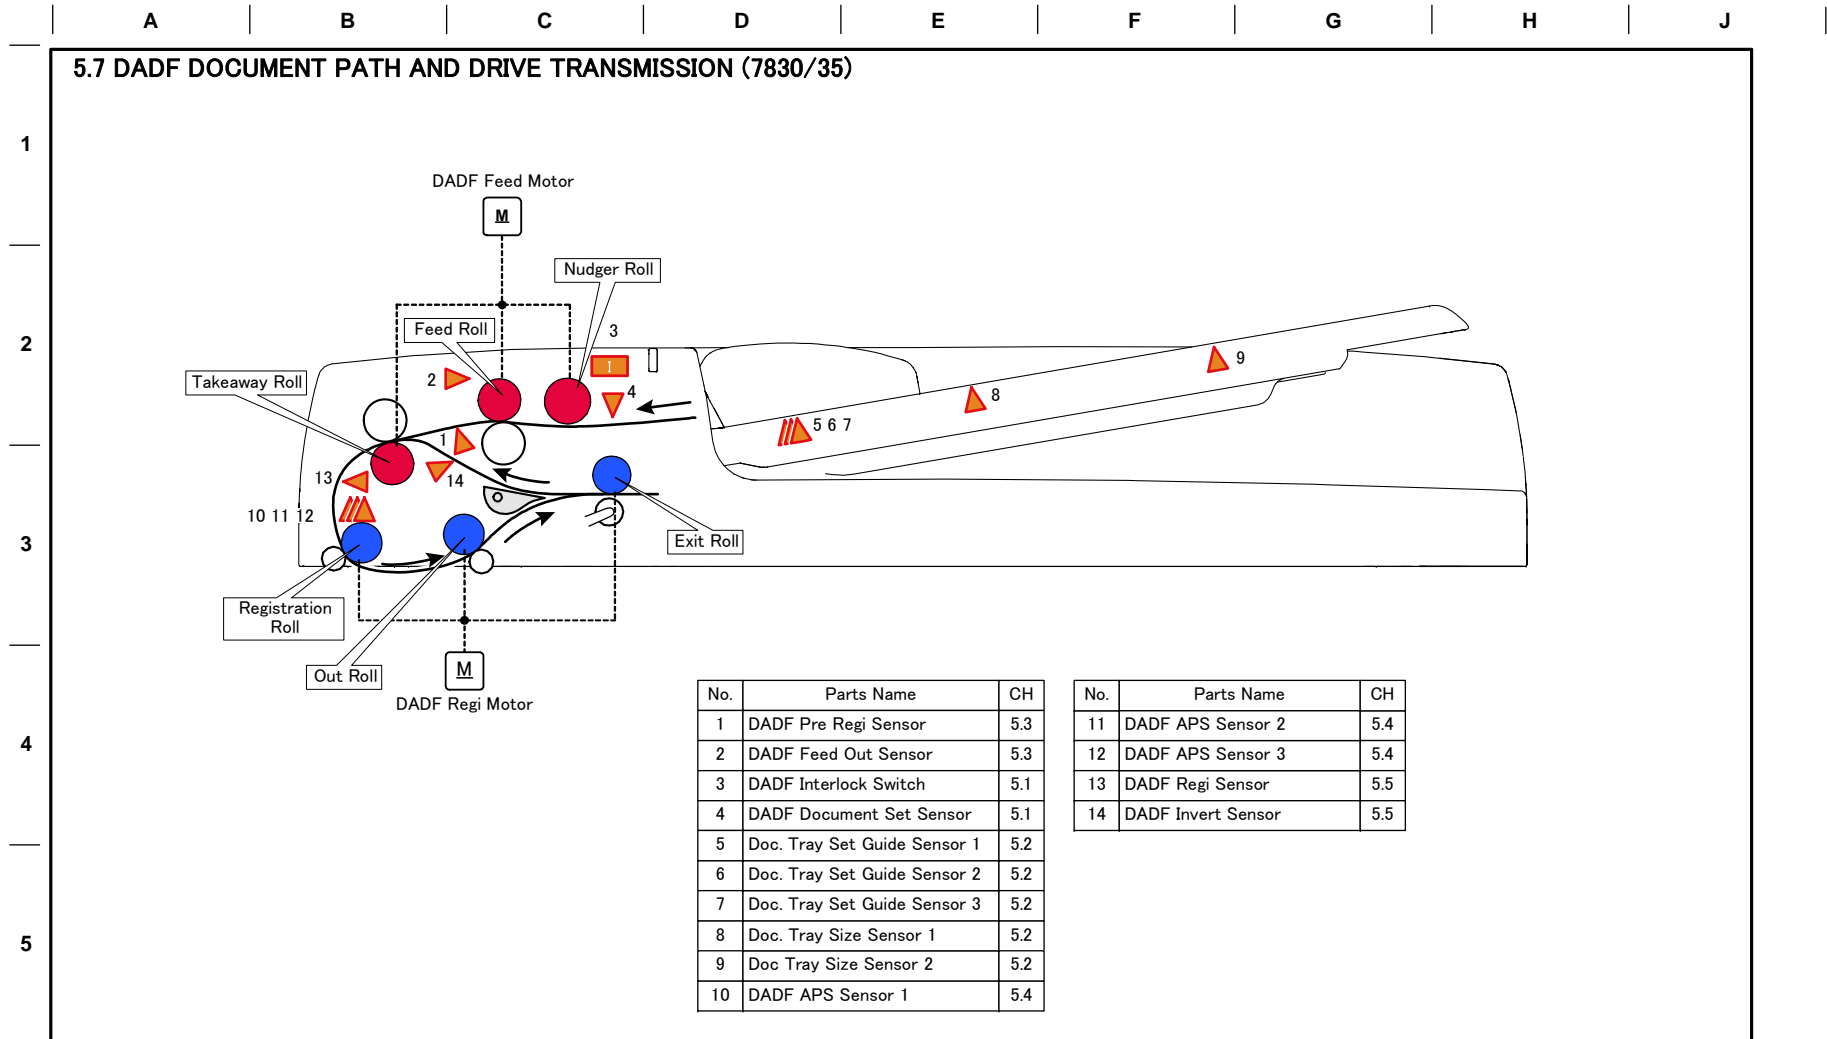 A B C D E F G H J
5.7 DADF DOCUMENT PATH AND DRIVE TRANSMISSION (7830/35)
1
DADF Feed Motor
M
Nudger Roll
Feed Roll
3
2
I
9
Takeaway Roll
2
4
8
5 6 7
1
13
14
10 11 12
3
Exit Roll
Registration
Roll
Out Roll
M
DADF Regi Motor
4
No. Parts Name CH
1 DADF Pre Regi Sensor 5.3
2 DADF Feed Out Sensor 5.3
3 DADF Interlock Switch 5.1
4 DADF Document Set Sensor 5.1
5 Doc. Tray Set Guide Sensor 1 5.2
6 Doc. Tray Set Guide Sensor 2 5.2
7 Doc. Tray Set Guide Sensor 3 5.2
8 Doc. Tray Size Sensor 1 5.2
9 Doc Tray Size Sensor 2 5.2
10 DADF APS Sensor 1 5.4
No. Parts Name CH
11 DADF APS Sensor 2 5.4
12 DADF APS Sensor 3 5.4
13 DADF Regi Sensor 5.5
14 DADF Invert Sensor 5.5
5